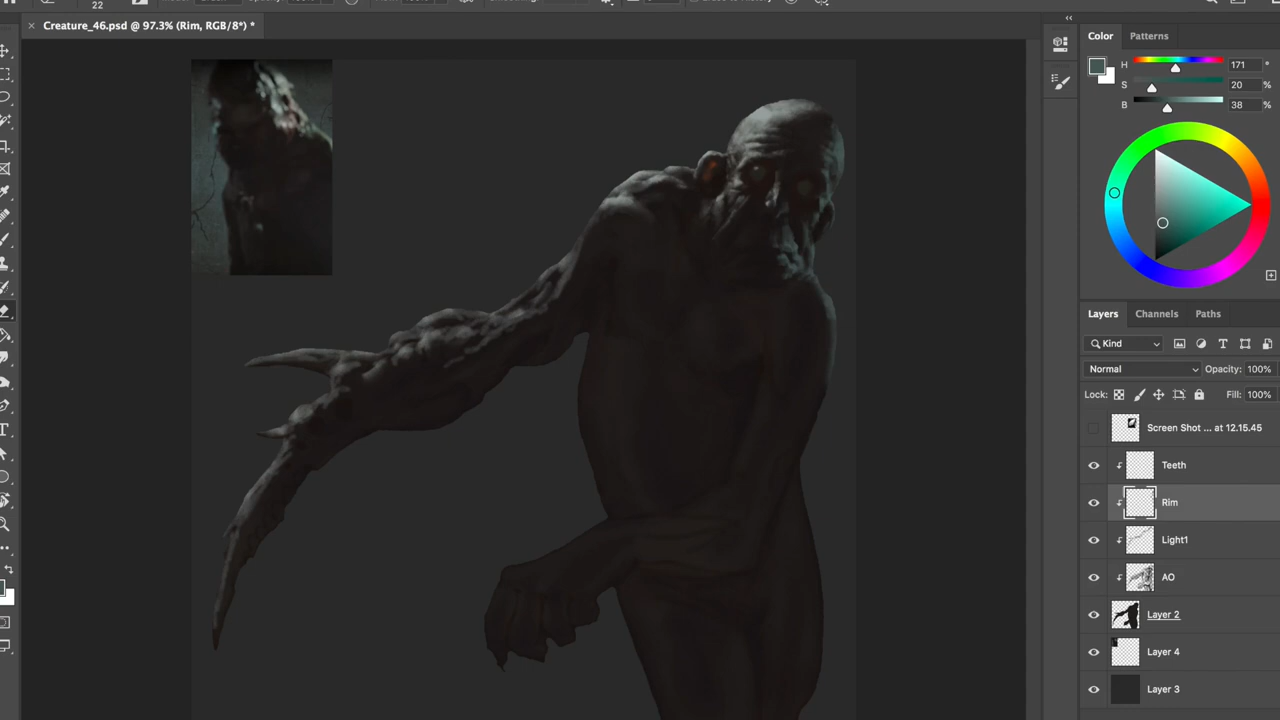 22
Creature_46.psd @ 97.3% (Rim, RGB/8*) *
Color Patterns
H 171 °
S 20 %
B 38 %
Layers Channels Paths
Kind
Normal Opacity: 100%
Lock: Fill: 100%
Screen Shot ... at 12.15.45
Teeth
Rim
Light1
AO
Layer 2
Layer 4
Layer 3